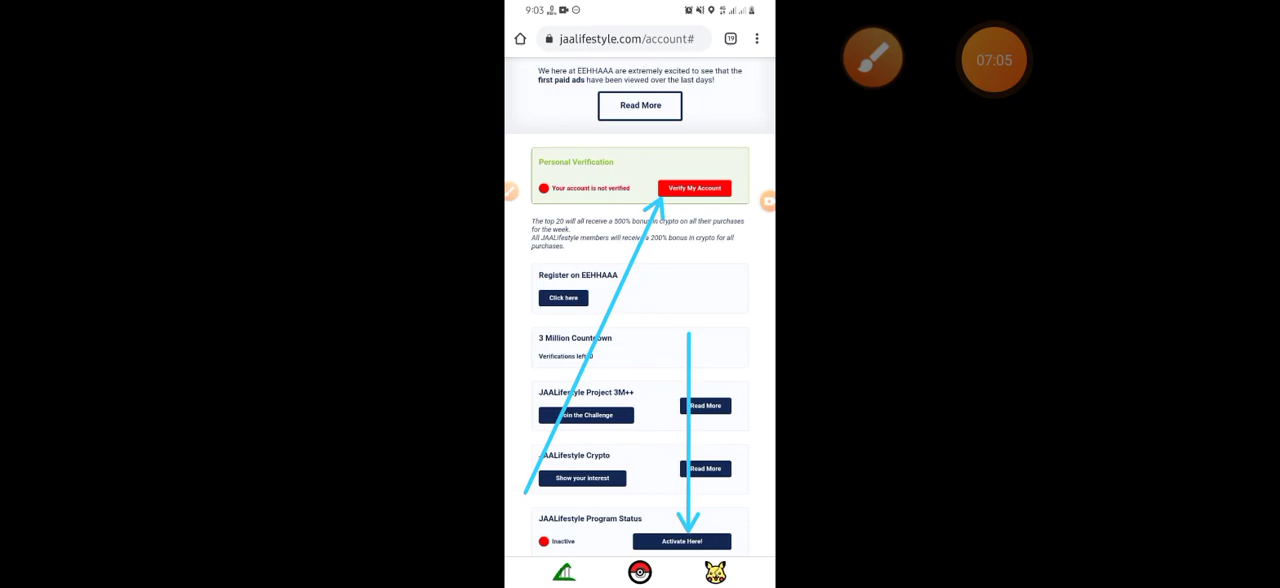 9:03
07:05
jaalifestyle.com/account#
19
We here at EEHHAAA are extremely excited to see that the
first paid ads have been viewed over the last days!
Read More
Personal Verification
Your account is not verified
Verify My Account
The top 20 will all receive a 500% bonus in crypto on all their purchases
for the week.
All JAALifestyle members will receive a 200% bonus in crypto for all
purchases.
Register on EEHHAAA
Click here
3 Million Countdown
Verifications left 0
JAALifestyle Project 3M++
Read More
Join the Challenge
JAALifestyle Crypto
Read More
Show your interest
JAALifestyle Program Status
Inactive
Activate Here!